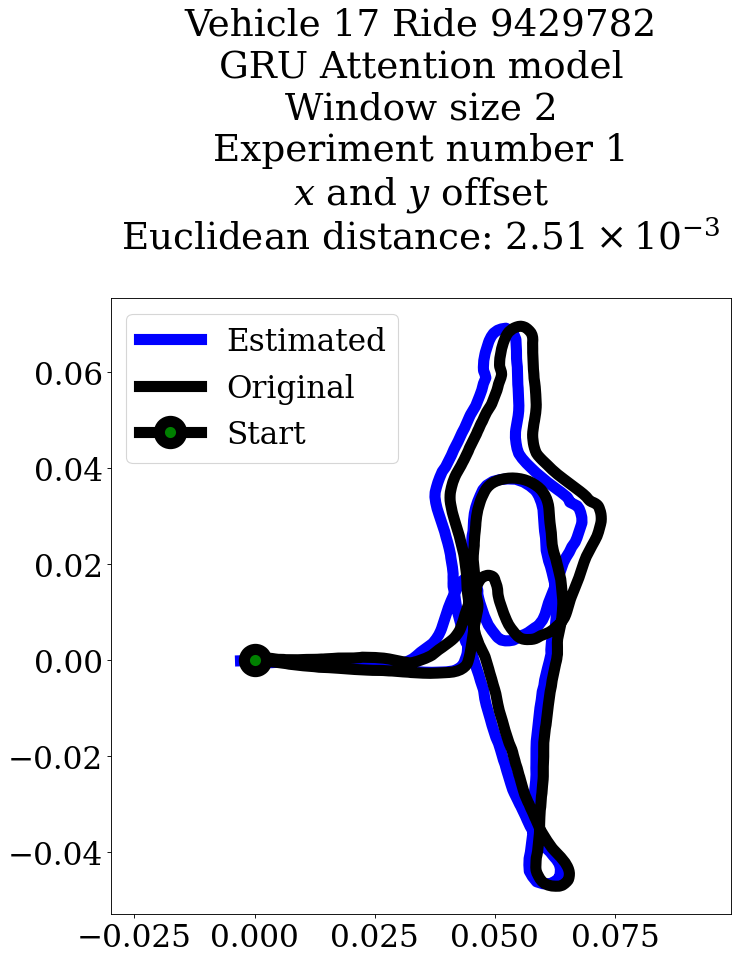 Vehicle 17 Ride 9429782
GRU Attention model
Window size 2
Experiment number 1
x and y offset
Euclidean distance: 2.51 × 10⁻³
Estimated
Original
Start
0.06
0.04
0.02
0.00
−0.02
−0.04
−0.025 0.000 0.025 0.050 0.075